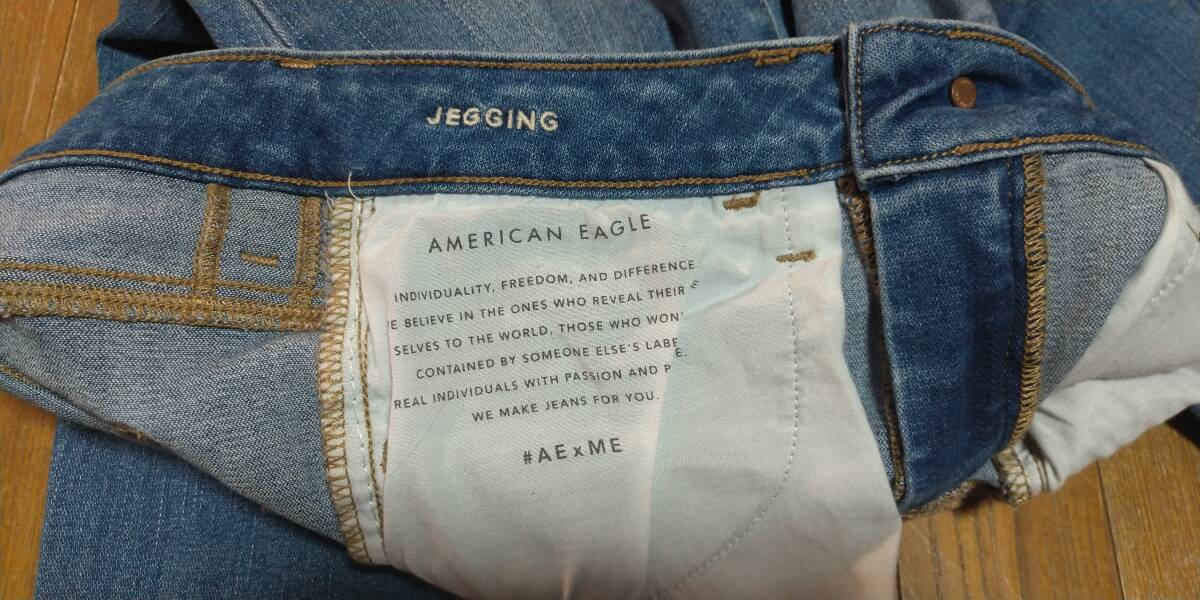 JEGGING
AMERICAN EAGLE
INDIVIDUALITY, FREEDOM, AND DIFFERENCE.
E BELIEVE IN THE ONES WHO REVEAL THEIR
SELVES TO THE WORLD, THOSE WHO WON'
CONTAINED BY SOMEONE ELSE'S
REAL INDIVIDUALS WITH PASSION AND
WE MAKE JEANS FOR YOU.
#AExME